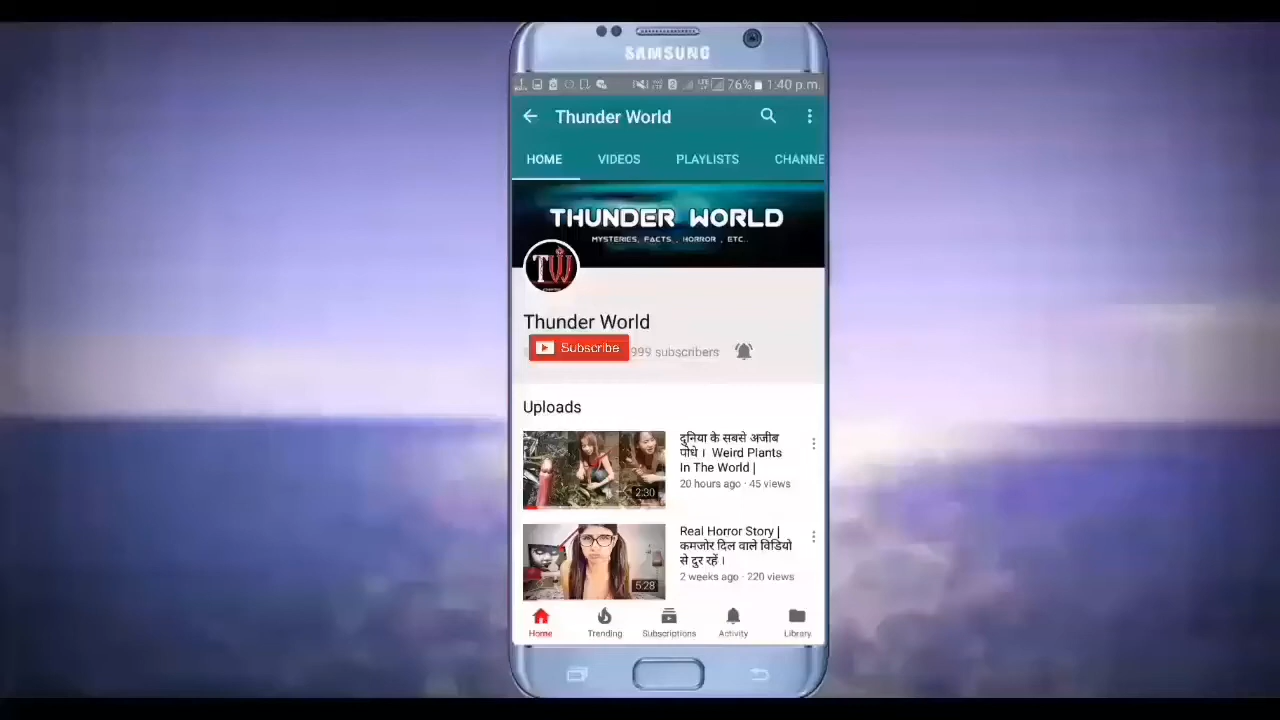 SAMSUNG
76% 1:40 p.m.
Thunder World
HOME VIDEOS PLAYLISTS CHANNE
THUNDER WORLD
MYSTERIES, FACTS , HORROR , ETC..
TW
Thunder World
Subscribe 999 subscribers
Uploads
दुनिया के सबसे अजीब
पोधे । Weird Plants
In The World |
20 hours ago · 45 views
2:30
Real Horror Story |
कमजोर दिल वाले विडियो
से दुर रहें ।
2 weeks ago · 220 views
5:28
Home Trending Subscriptions Activity Library